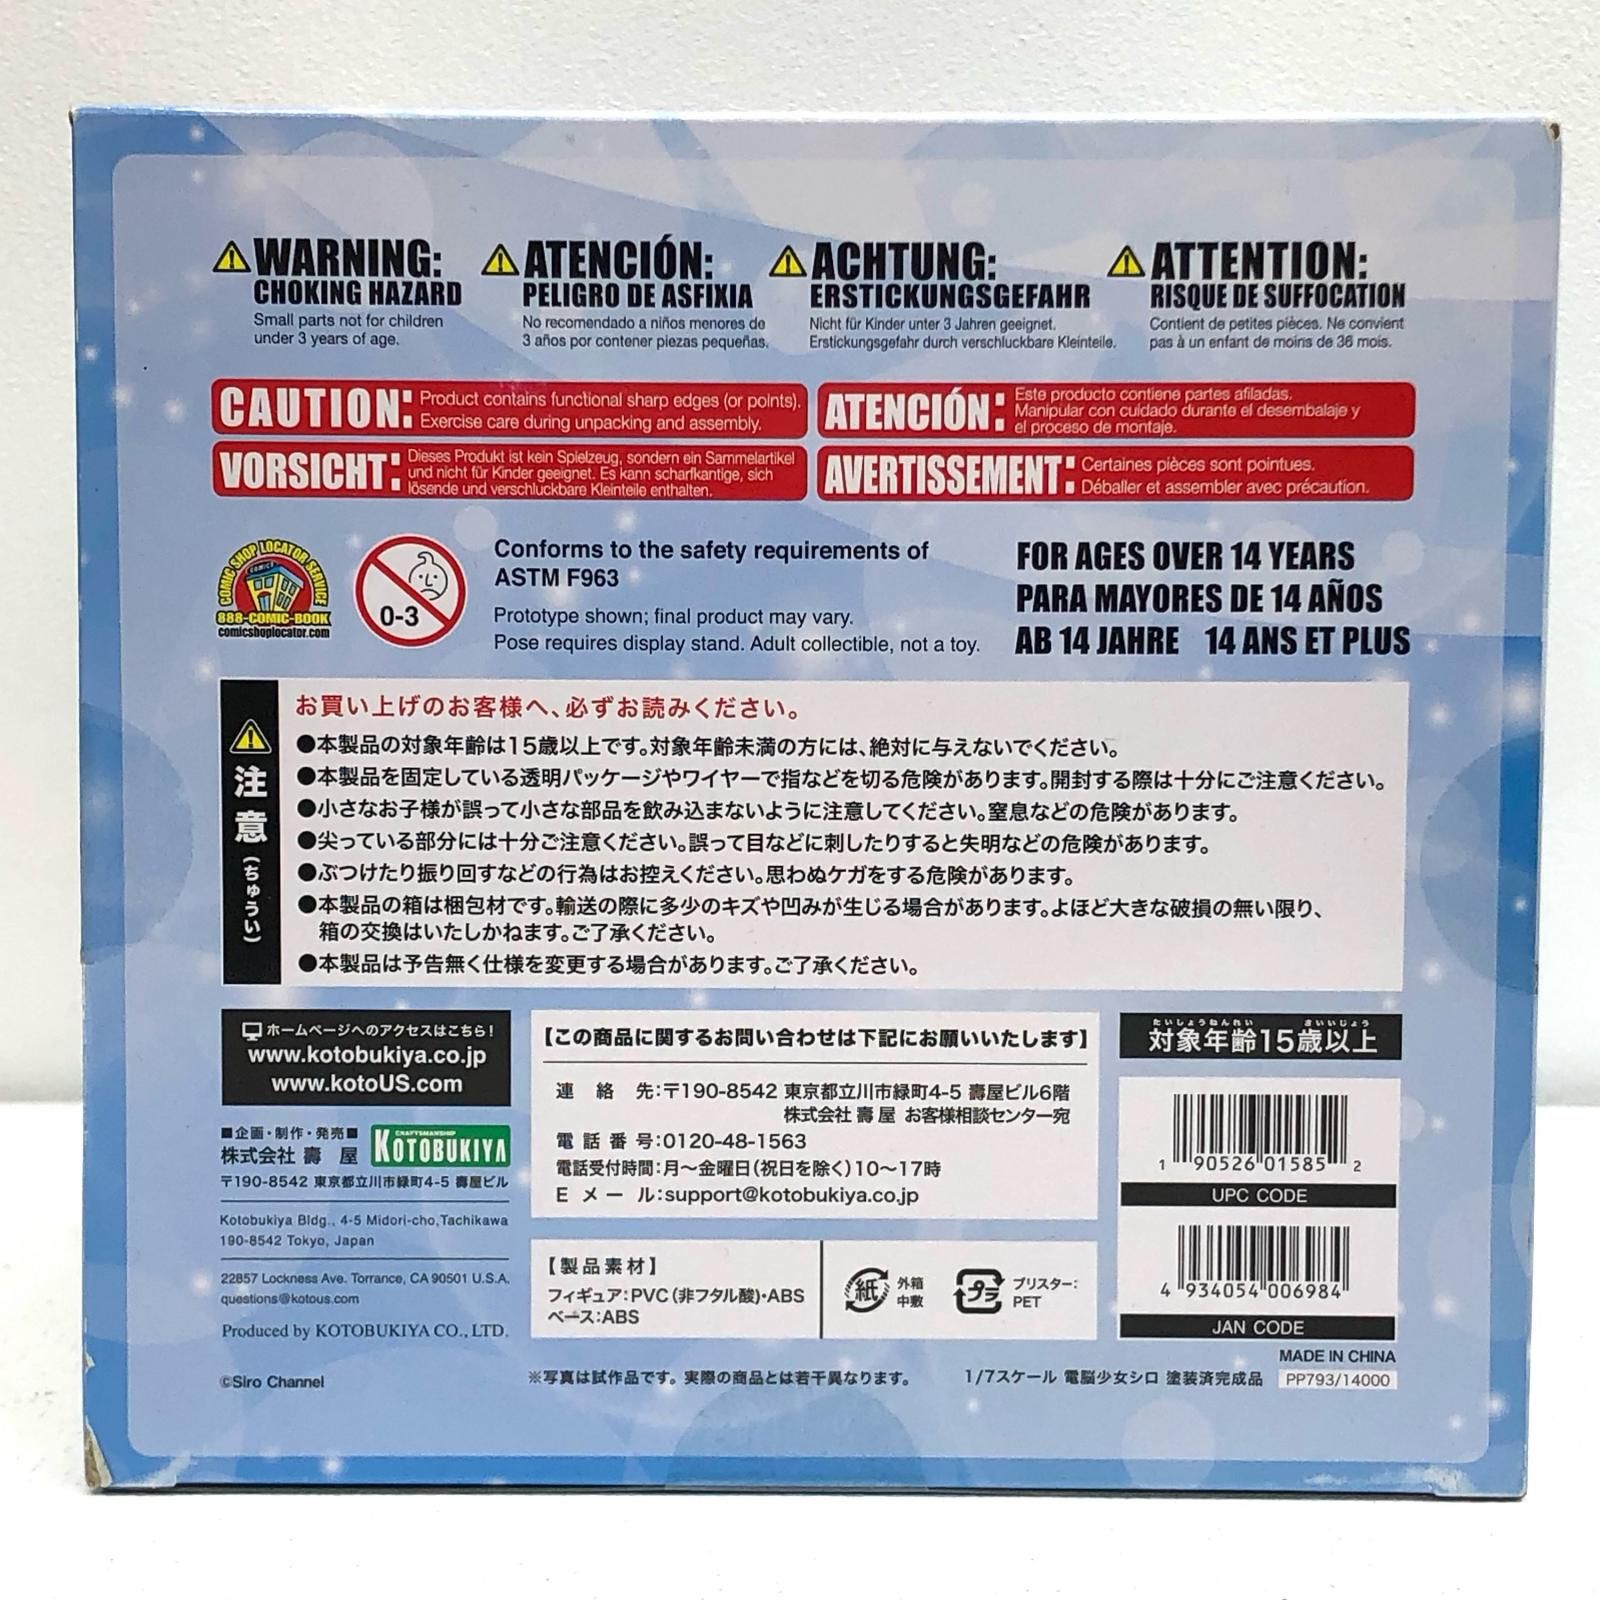 WARNING:
CHOKING HAZARD
Small parts not for children
under 3 years of age.
ATENCIÓN:
PELIGRO DE ASFIXIA
No recomendado a niños menores de
3 años por contener piezas pequeñas.
ACHTUNG:
ERSTICKUNGSGEFAHR
Nicht für Kinder unter 3 Jahren geeignet.
Erstickungsgefahr durch verschluckbare Kleinteile.
ATTENTION:
RISQUE DE SUFFOCATION
Contient de petites pièces. Ne convient
pas à un enfant de moins de 36 mois.
CAUTION: Product contains functional sharp edges (or points).
Exercise care during unpacking and assembly.
ATENCIÓN: Este producto contiene partes afiladas.
Manipular con cuidado durante el desembalaje y
el proceso de montaje.
VORSICHT: Dieses Produkt ist kein Spielzeug, sondern ein Sammelartikel
und nicht für Kinder geeignet. Es kann scharfkantige, sich
lösende und verschluckbare Kleinteile enthalten.
AVERTISSEMENT: Certaines pièces sont pointues.
Déballer et assembler avec précaution.
COMIC SHOP LOCATOR SERVICE
COMICS
888-COMIC-BOOK
comicshoplocator.com
0-3
Conforms to the safety requirements of
ASTM F963
Prototype shown; final product may vary.
Pose requires display stand. Adult collectible, not a toy.
FOR AGES OVER 14 YEARS
PARA MAYORES DE 14 AÑOS
AB 14 JAHRE 14 ANS ET PLUS
注意(ちゅうい)
お買い上げのお客様へ、必ずお読みください。
●本製品の対象年齢は15歳以上です。対象年齢未満の方には、絶対に与えないでください。
●本製品を固定している透明パッケージやワイヤーで指などを切る危険があります。開封する際は十分にご注意ください。
●小さなお子様が誤って小さな部品を飲み込まないように注意してください。窒息などの危険があります。
●尖っている部分には十分ご注意ください。誤って目などに刺したりすると失明などの危険があります。
●ぶつけたり振り回すなどの行為はお控えください。思わぬケガをする危険があります。
●本製品の箱は梱包材です。輸送の際に多少のキズや凹みが生じる場合があります。よほど大きな破損の無い限り、
箱の交換はいたしかねます。ご了承ください。
●本製品は予告無く仕様を変更する場合があります。ご了承ください。
ホームページへのアクセスはこちら!
www.kotobukiya.co.jp
www.kotoUS.com
■企画・制作・発売■
株式会社 壽 屋
CRAFTSMANSHIP
KOTOBUKIYA
〒190-8542 東京都立川市緑町4-5 壽屋ビル
Kotobukiya Bldg., 4-5 Midori-cho,Tachikawa
190-8542 Tokyo, Japan
22857 Lockness Ave. Torrance, CA 90501 U.S.A.
questions@kotous.com
Produced by KOTOBUKIYA CO., LTD.
©Siro Channel
【この商品に関するお問い合わせは下記にお願いいたします】
連絡先:〒190-8542 東京都立川市緑町4-5 壽屋ビル6階
株式会社 壽 屋 お客様相談センター宛
電話番号:0120-48-1563
電話受付時間:月〜金曜日(祝日を除く)10〜17時
Eメール:support@kotobukiya.co.jp
【製品素材】
フィギュア:PVC(非フタル酸)・ABS
ベース:ABS
紙
外箱
中敷
プラ
ブリスター:
PET
たいしょうねんれい さいいじょう
対象年齢15歳以上
1 90526 01585 2
UPC CODE
4 934054 006984
JAN CODE
MADE IN CHINA
※写真は試作品です。実際の商品とは若干異なります。
1/7スケール 電脳少女シロ 塗装済完成品 PP793/14000